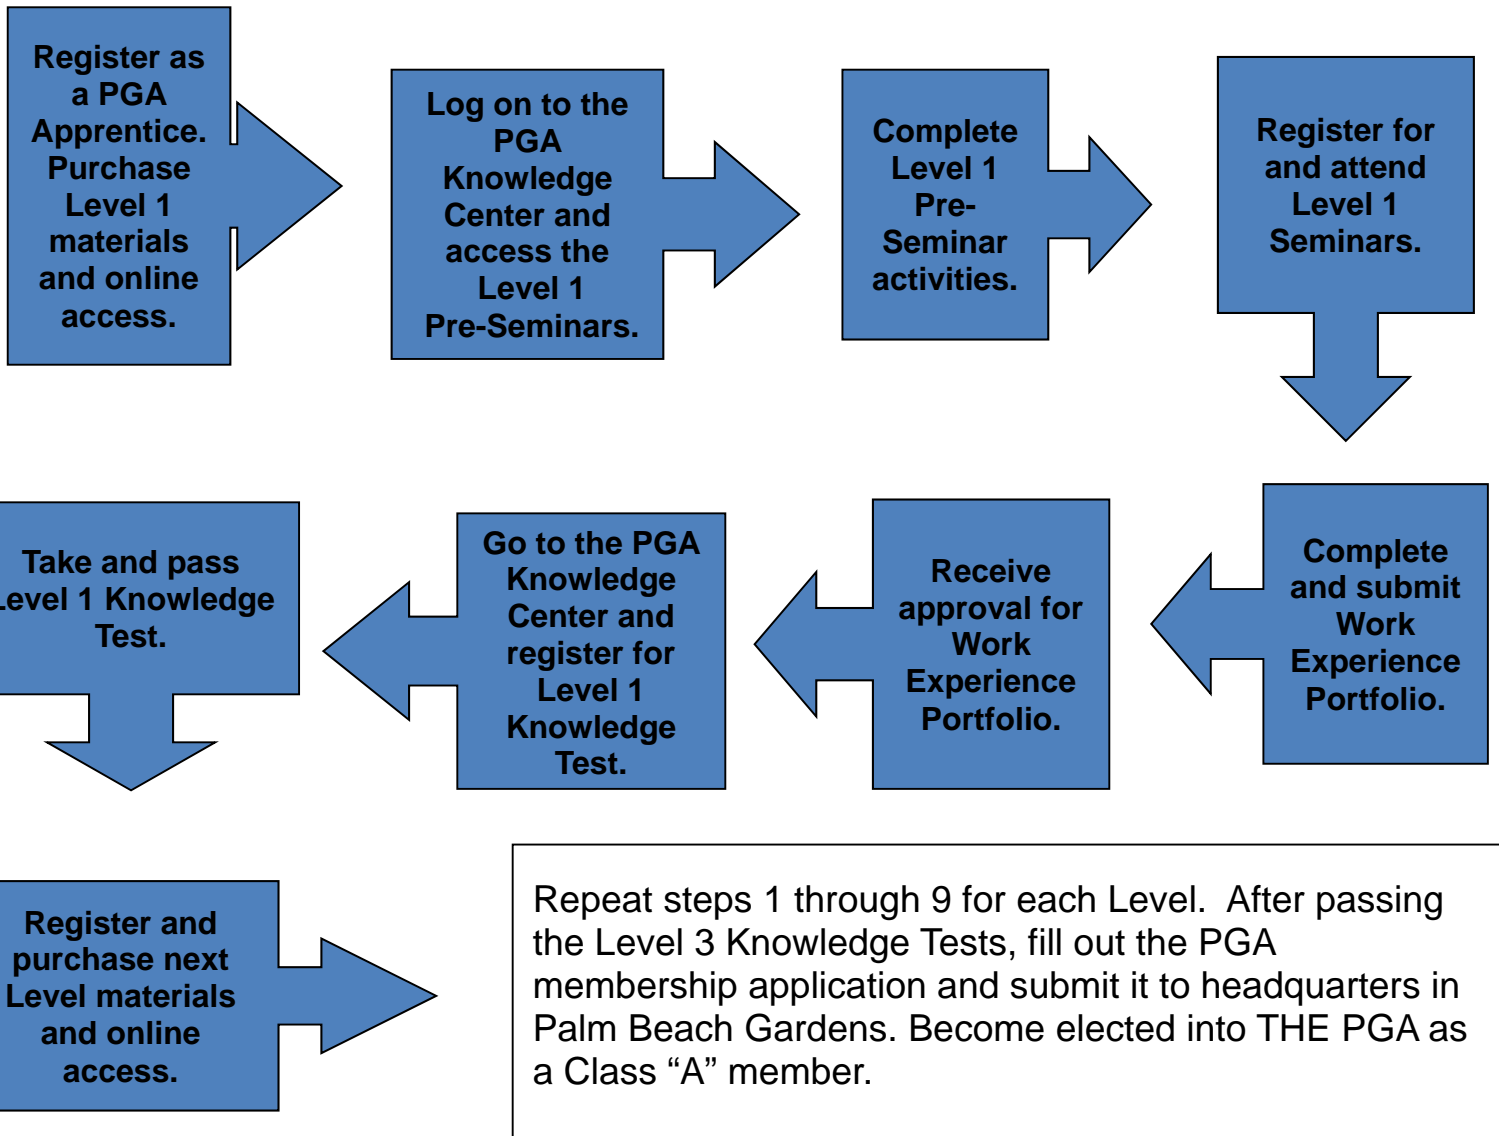 Register as
a PGA
Apprentice.
Purchase
Level 1
materials
and online
access.
Log on to the
PGA
Knowledge
Center and
access the
Level 1
Pre-Seminars.
Complete
Level 1
Pre-
Seminar
activities.
Register for
and attend
Level 1
Seminars.
Complete
and submit
Work
Experience
Portfolio.
Receive
approval for
Work
Experience
Portfolio.
Go to the PGA
Knowledge
Center and
register for
Level 1
Knowledge
Test.
Take and pass
Level 1 Knowledge
Test.
Register and
purchase next
Level materials
and online
access.
Repeat steps 1 through 9 for each Level.  After passing
the Level 3 Knowledge Tests, fill out the PGA
membership application and submit it to headquarters in
Palm Beach Gardens. Become elected into THE PGA as
a Class “A” member.